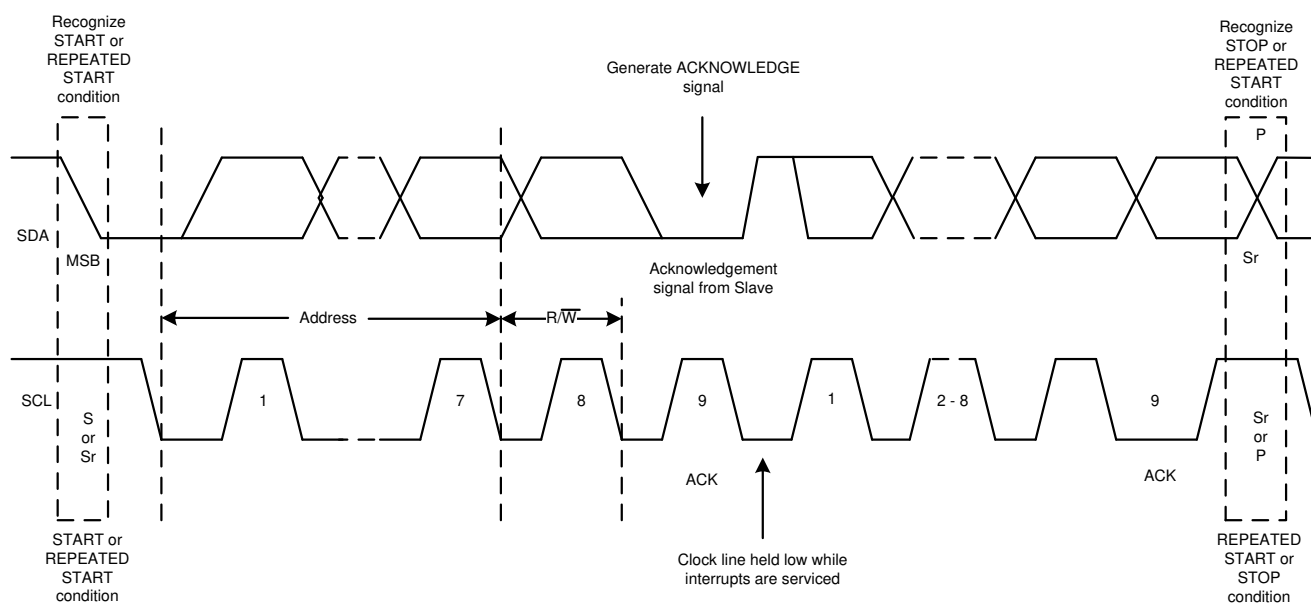 Recognize
START or
REPEATED
START
condition
Generate ACKNOWLEDGE
signal
Recognize
STOP or
REPEATED
START
condition
P
SDA
MSB
Acknowledgement
signal from Slave
Sr
Address
R/W̅
SCL
S
or
Sr
1
7
8
9
1
2 - 8
9
Sr
or
P
ACK
ACK
START or
REPEATED
START
condition
Clock line held low while
interrupts are serviced
REPEATED
START or
STOP
condition